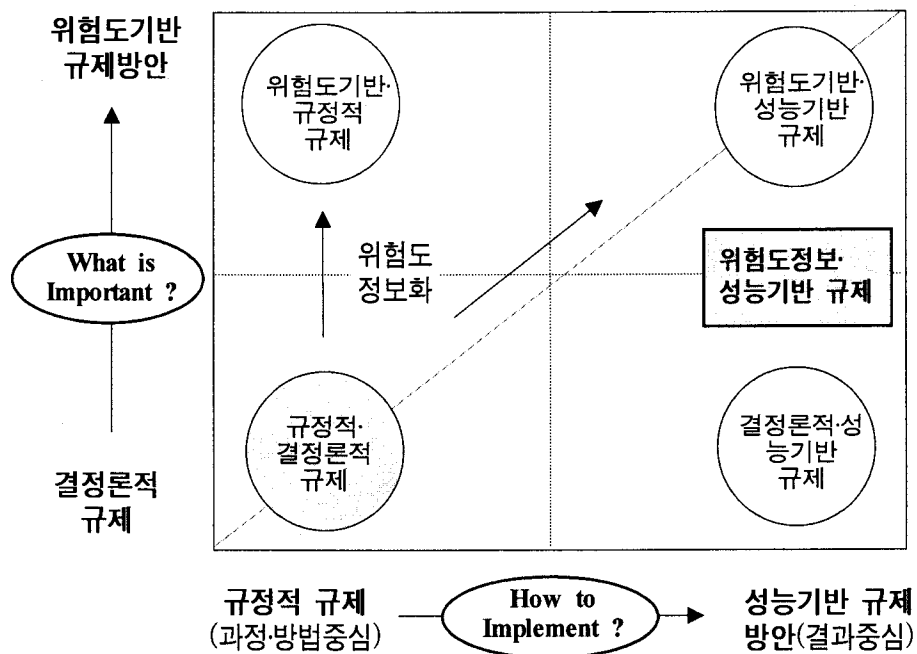 위험도기반
규제방안
위험도기반·
규정적
규제
위험도기반·
성능기반
규제
What is
Important ?
위험도
정보화
위험도정보·
성능기반 규제
규정적·
결정론적
규제
결정론적·성
능기반
규제
결정론적
규제
규정적 규제
(과정·방법중심)
How to
Implement ?
성능기반 규제
방안(결과중심)